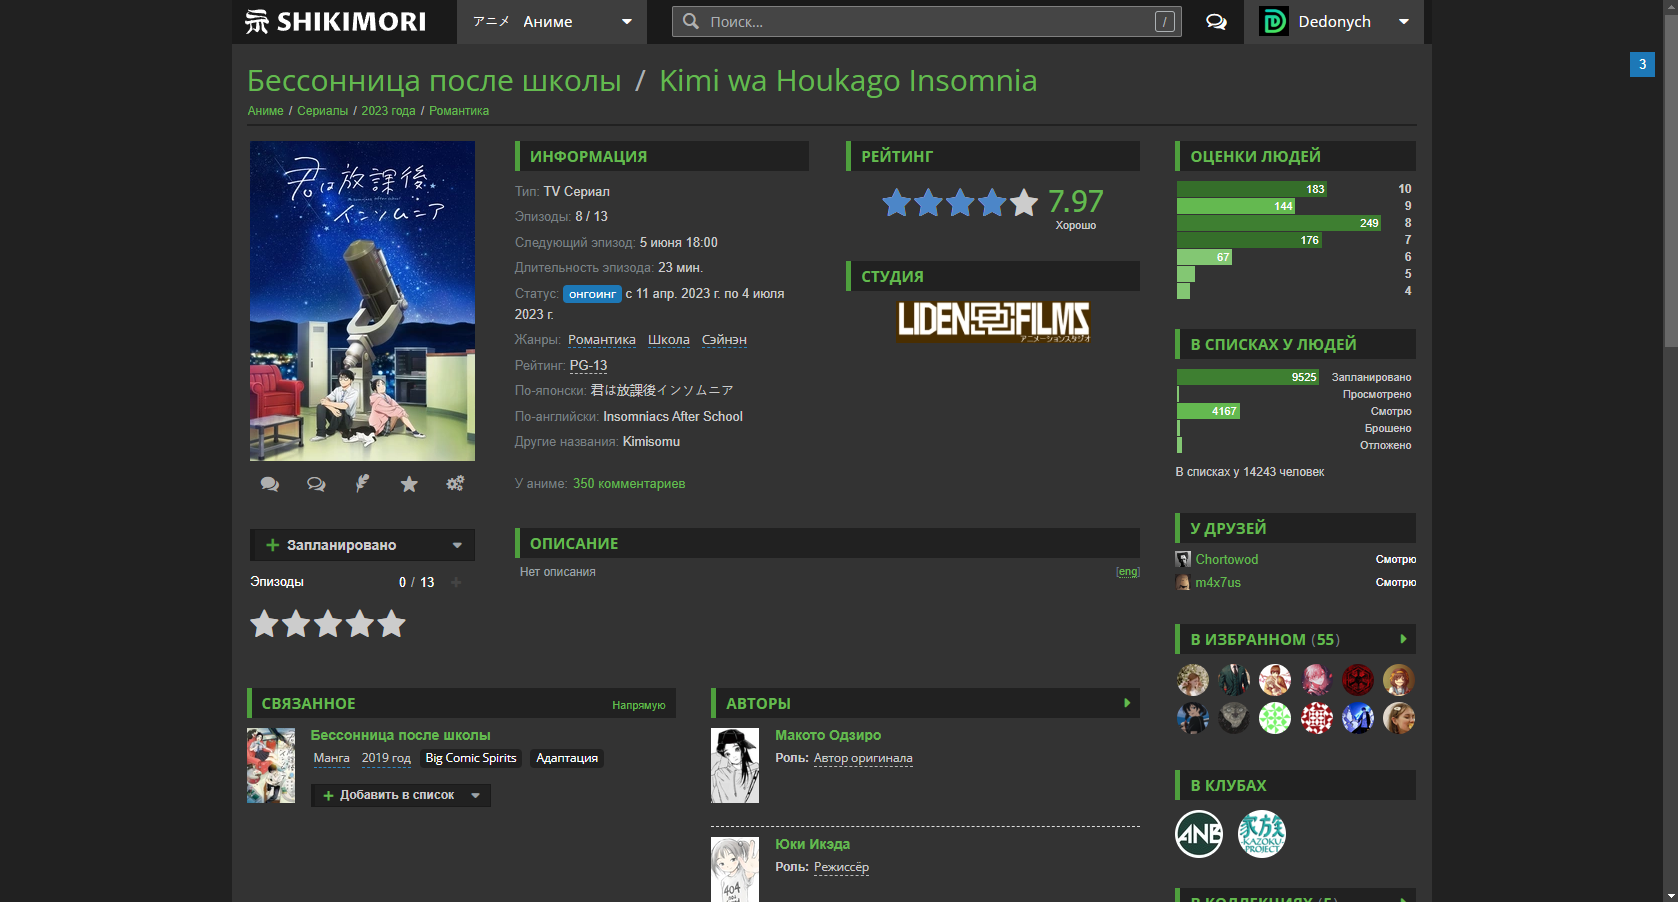 SHIKIMORI
アニメ Аниме
Поиск...
/
Dedonych
3
Бессонница после школы / Kimi wa Houkago Insomnia
Аниме / Сериалы / 2023 года / Романтика
君は放課後
インソムニア
ИНФОРМАЦИЯ
Тип: TV Сериал
Эпизоды: 8 / 13
Следующий эпизод: 5 июня 18:00
Длительность эпизода: 23 мин.
Статус: онгоинг с 11 апр. 2023 г. по 4 июля
2023 г.
Жанры: Романтика Школа Сэйнэн
Рейтинг: PG-13
По-японски: 君は放課後インソムニア
По-английски: Insomniacs After School
Другие названия: Kimisomu
У аниме: 350 комментариев
РЕЙТИНГ
7.97
Хорошо
СТУДИЯ
LIDENFILMS
アニメーションスタジオ
ОЦЕНКИ ЛЮДЕЙ
183 10
144 9
249 8
176 7
67 6
5
4
В СПИСКАХ У ЛЮДЕЙ
9525 Запланировано
Просмотрено
4167 Смотрю
Брошено
Отложено
В списках у 14243 человек
Запланировано
Эпизоды 0 / 13 +
ОПИСАНИЕ
Нет описания [eng]
У ДРУЗЕЙ
Chortowod Смотрю
m4x7us Смотрю
В ИЗБРАННОМ (55)
СВЯЗАННОЕ Напрямую
Бессонница после школы
Манга 2019 год Big Comic Spirits Адаптация
+ Добавить в список
АВТОРЫ
Макото Одзиро
Роль: Автор оригинала
Юки Икэда
Роль: Режиссёр
404
В КЛУБАХ
ANB
家族
KAZOKU
PROJECT
В КОЛЛЕКЦИЯХ (5)